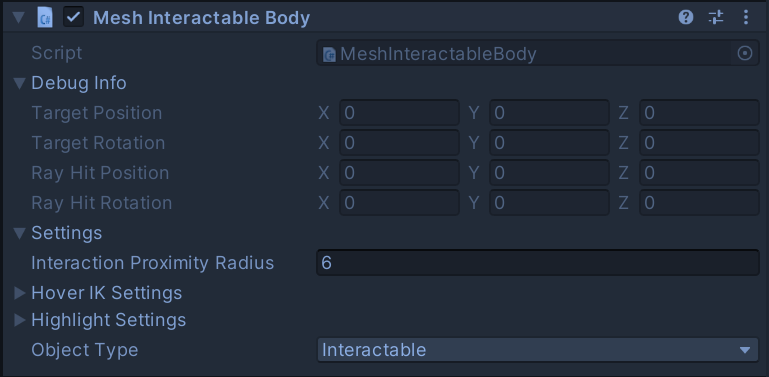 Mesh Interactable Body
Script MeshInteractableBody
Debug Info
Target Position X 0 Y 0 Z 0
Target Rotation X 0 Y 0 Z 0
Ray Hit Position X 0 Y 0 Z 0
Ray Hit Rotation X 0 Y 0 Z 0
Settings
Interaction Proximity Radius 6
Hover IK Settings
Highlight Settings
Object Type Interactable